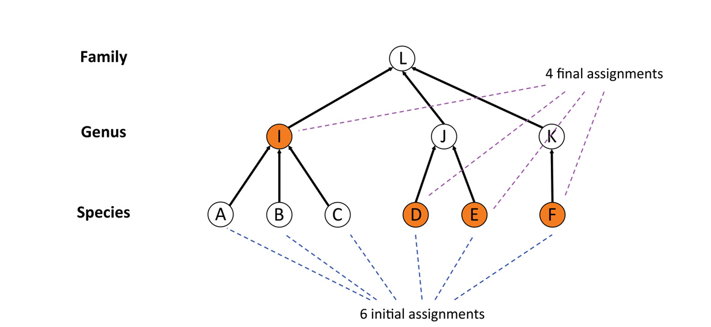 Family
L
4 final assignments
Genus
I
J
K
Species
A
B
C
D
E
F
6 initial assignments